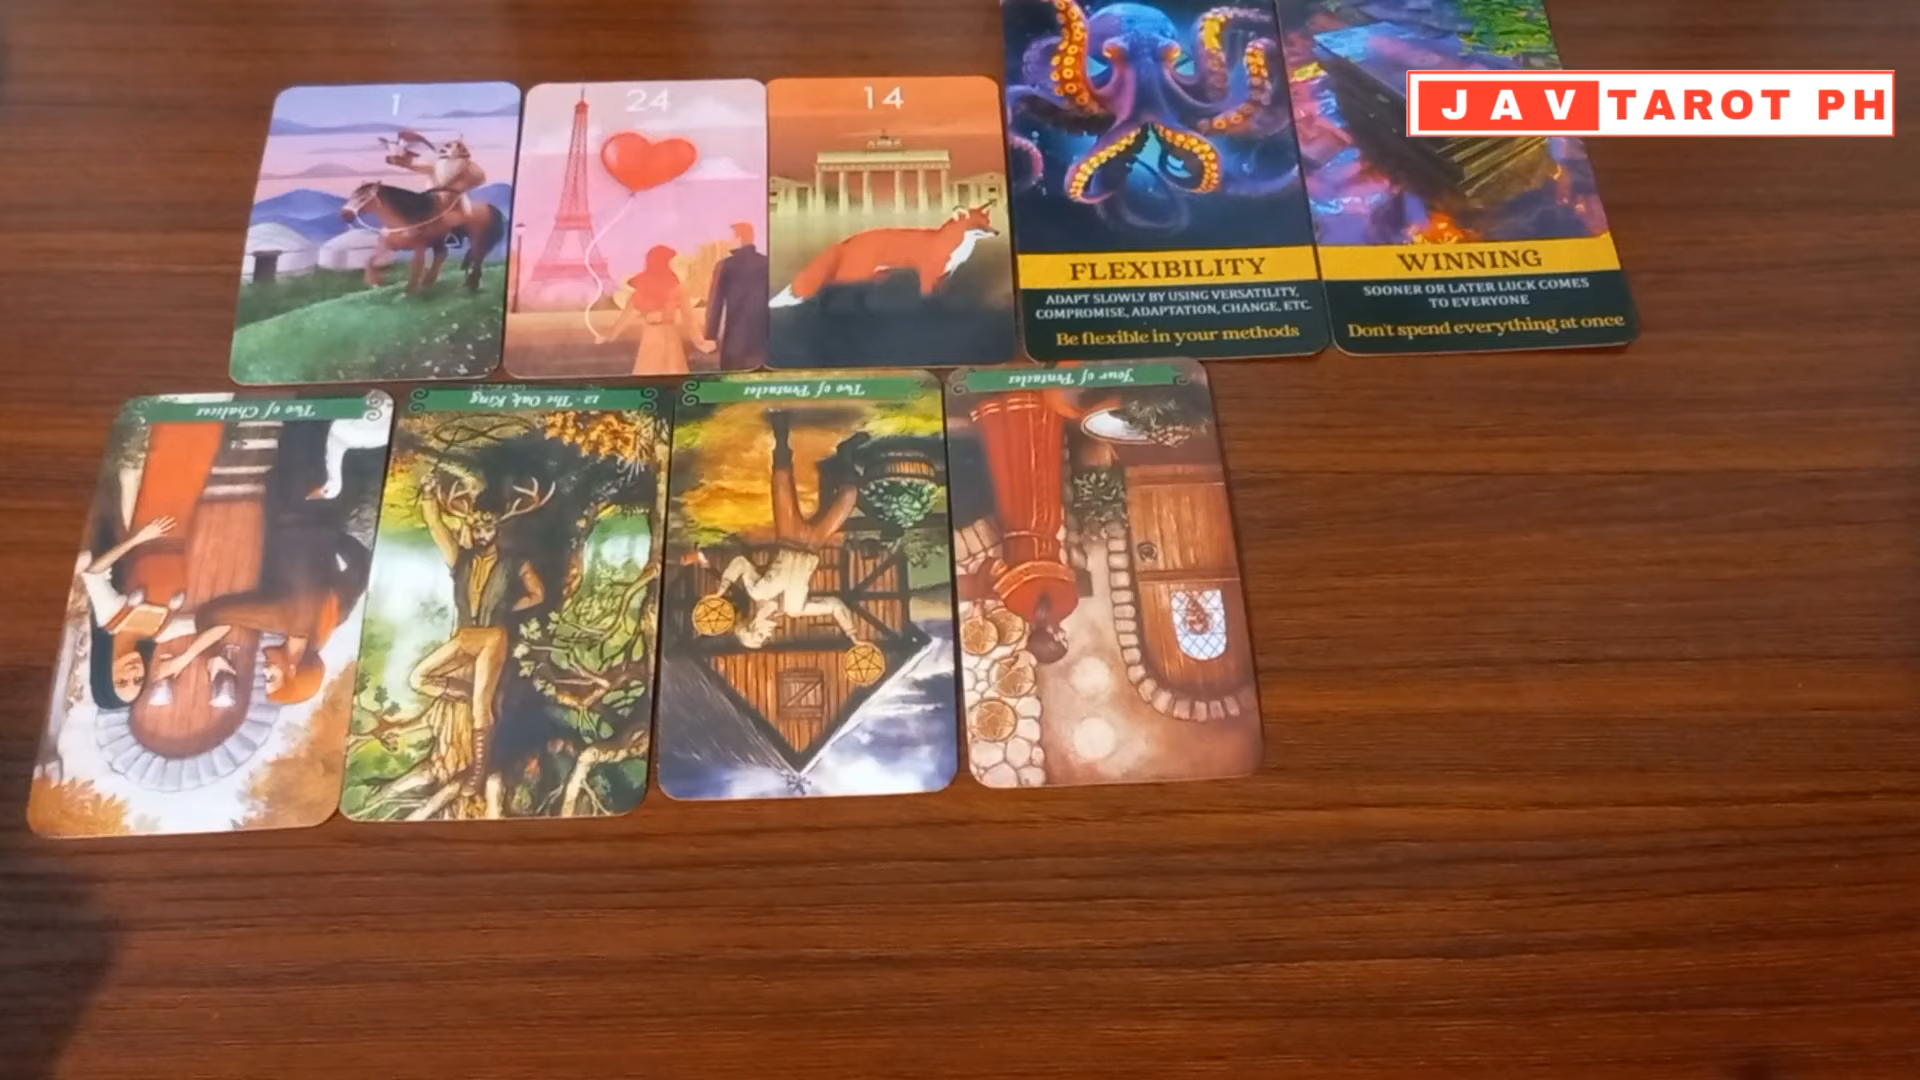 JAV TAROT PH
1
24
14
FLEXIBILITY
ADAPT SLOWLY BY USING VERSATILITY,
COMPROMISE, ADAPTATION, CHANGE, ETC.
Be flexible in your methods
WINNING
SOONER OR LATER LUCK COMES
TO EVERYONE
Don't spend everything at once
Two of Chalices
12 · The Oak King
Two of Pentacles
Four of Pentacles